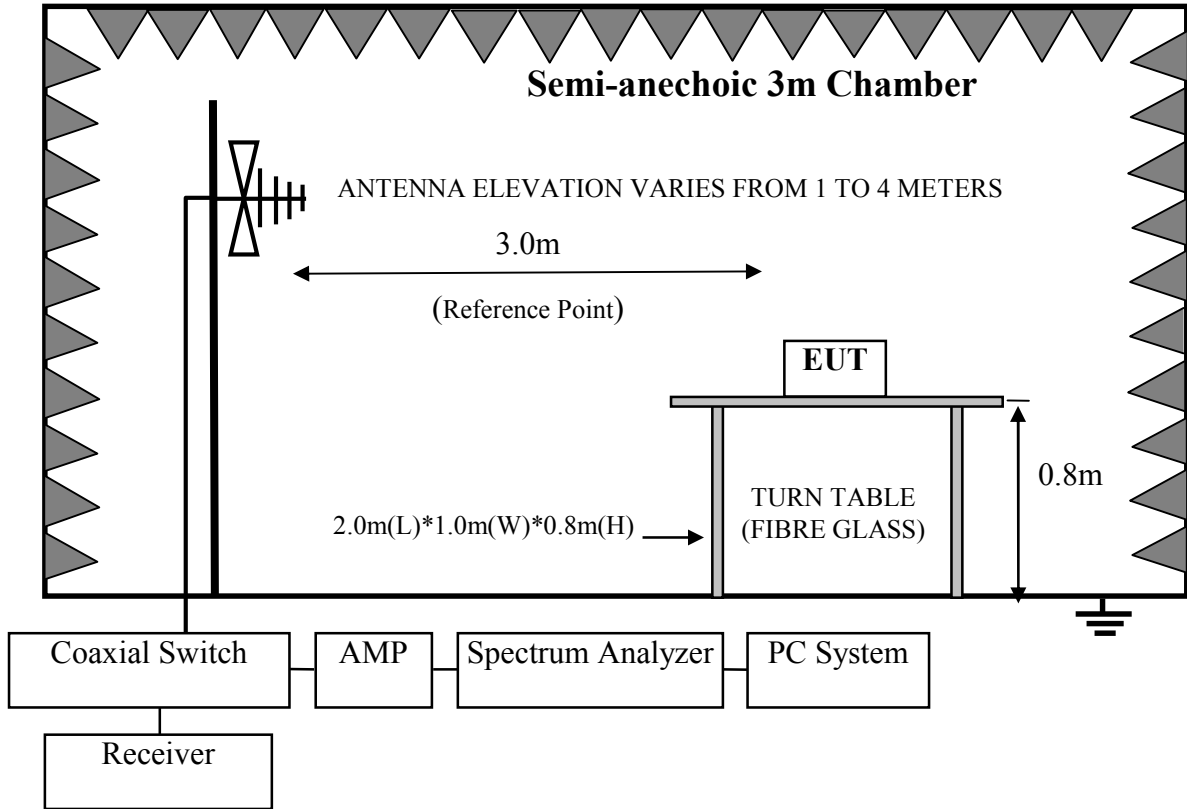 Semi-anechoic 3m Chamber
ANTENNA ELEVATION VARIES FROM 1 TO 4 METERS
3.0m
(Reference Point)
EUT
0.8m
TURN TABLE
(FIBRE GLASS)
2.0m(L)*1.0m(W)*0.8m(H)
Coaxial Switch
AMP
Spectrum Analyzer
PC System
Receiver